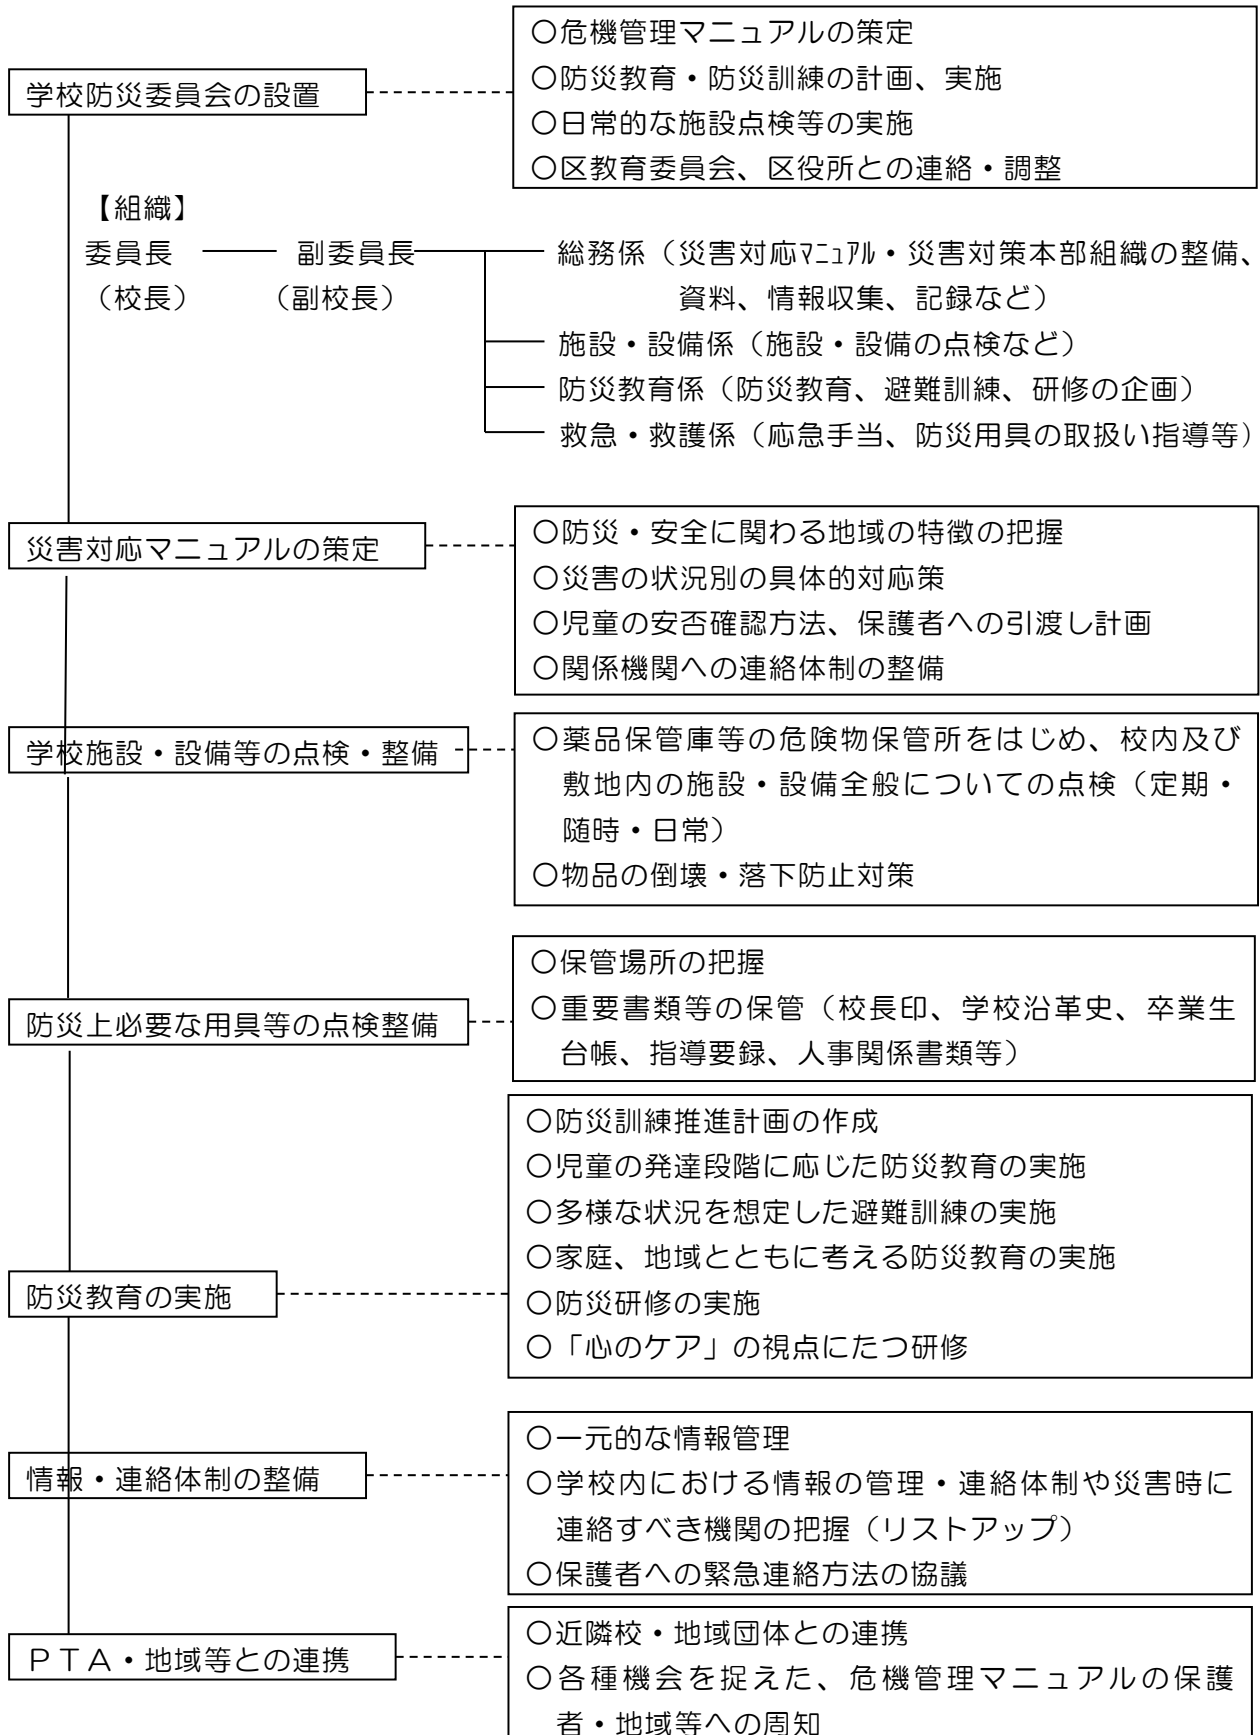 学校防災委員会の設置
〇危機管理マニュアルの策定
〇防災教育・防災訓練の計画、実施
〇日常的な施設点検等の実施
〇区教育委員会、区役所との連絡・調整
【組織】
委員長 副委員長 総務係（災害対応ﾏﾆｭｱﾙ・災害対策本部組織の整備、
（校長） （副校長） 資料、情報収集、記録など）
施設・設備係（施設・設備の点検など）
防災教育係（防災教育、避難訓練、研修の企画）
救急・救護係（応急手当、防災用具の取扱い指導等）
災害対応マニュアルの策定
〇防災・安全に関わる地域の特徴の把握
〇災害の状況別の具体的対応策
〇児童の安否確認方法、保護者への引渡し計画
〇関係機関への連絡体制の整備
学校施設・設備等の点検・整備
〇薬品保管庫等の危険物保管所をはじめ、校内及び
敷地内の施設・設備全般についての点検（定期・
随時・日常）
〇物品の倒壊・落下防止対策
防災上必要な用具等の点検整備
〇保管場所の把握
〇重要書類等の保管（校長印、学校沿革史、卒業生
台帳、指導要録、人事関係書類等）
防災教育の実施
〇防災訓練推進計画の作成
〇児童の発達段階に応じた防災教育の実施
〇多様な状況を想定した避難訓練の実施
〇家庭、地域とともに考える防災教育の実施
〇防災研修の実施
〇「心のケア」の視点にたつ研修
情報・連絡体制の整備
〇一元的な情報管理
〇学校内における情報の管理・連絡体制や災害時に
連絡すべき機関の把握（リストアップ）
〇保護者への緊急連絡方法の協議
ＰＴＡ・地域等との連携
〇近隣校・地域団体との連携
〇各種機会を捉えた、危機管理マニュアルの保護
者・地域等への周知